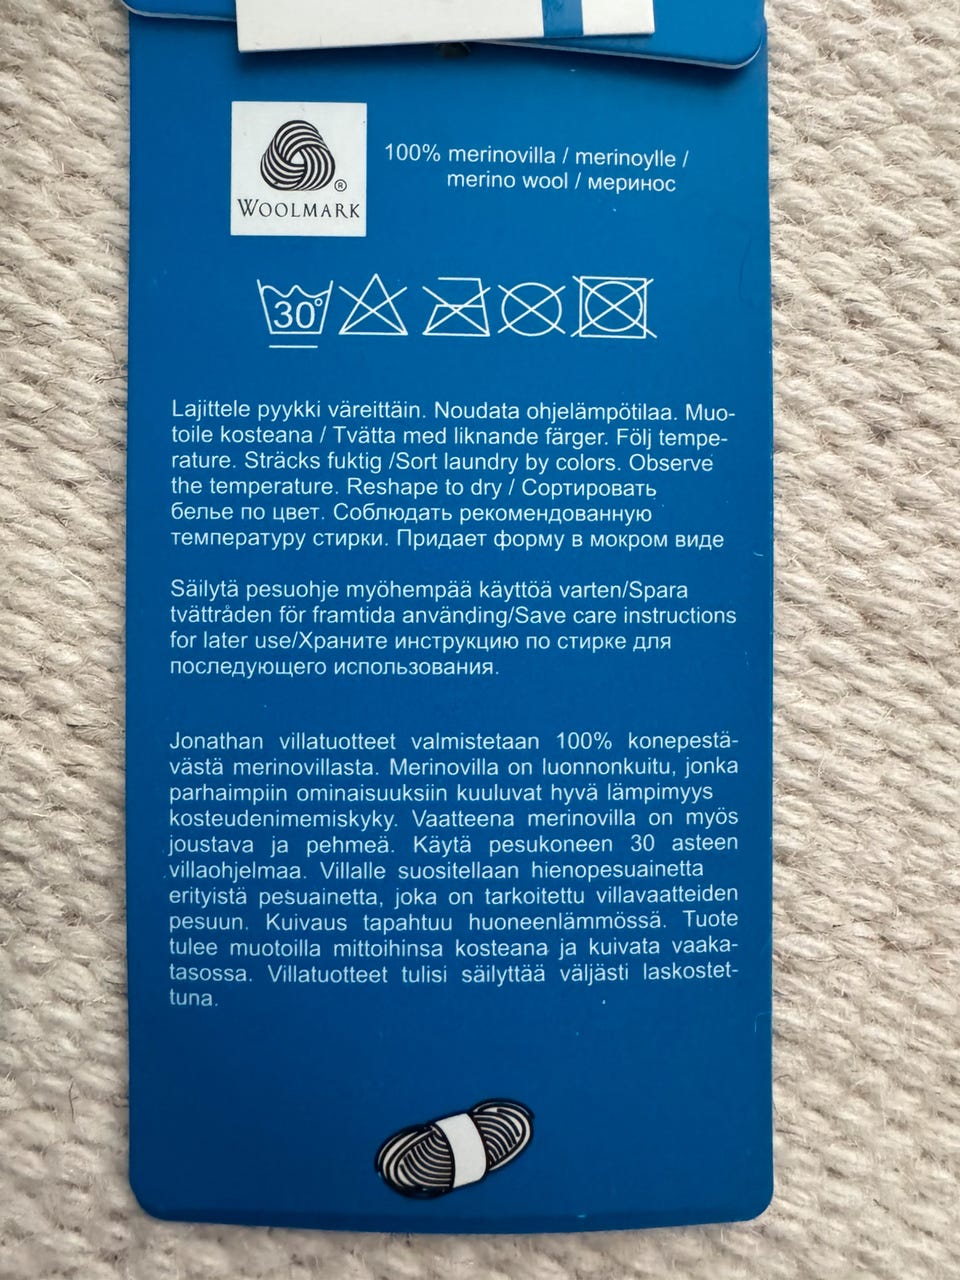 WOOLMARK ®
100% merinovilla / merinoylle /
merino wool / меринос
30°
Lajittele pyykki väreittäin. Noudata ohjelämpötilaa. Muo-
toile kosteana / Tvätta med liknande färger. Följ tempe-
rature. Sträcks fuktig /Sort laundry by colors. Observe
the temperature. Reshape to dry / Сортировать
белье по цвет. Соблюдать рекомендованную
температуру стирки. Придает форму в мокром виде
Säilytä pesuohje myöhempää käyttöä varten/Spara
tvättråden för framtida använding/Save care instructions
for later use/Храните инструкцию по стирке для
последующего использования.
Jonathan villatuotteet valmistetaan 100% konepestä-
västä merinovillasta. Merinovilla on luonnonkuitu, jonka
parhaimpiin ominaisuuksiin kuuluvat hyvä lämpimyys
kosteudenimemiskyky. Vaatteena merinovilla on myös
joustava ja pehmeä. Käytä pesukoneen 30 asteen
villaohjelmaa. Villalle suositellaan hienopesuainetta
erityistä pesuainetta, joka on tarkoitettu villavaatteiden
pesuun. Kuivaus tapahtuu huoneenlämmössä. Tuote
tulee muotoilla mittoihinsa kosteana ja kuivata vaaka-
tasossa. Villatuotteet tulisi säilyttää väljästi laskostet-
tuna.